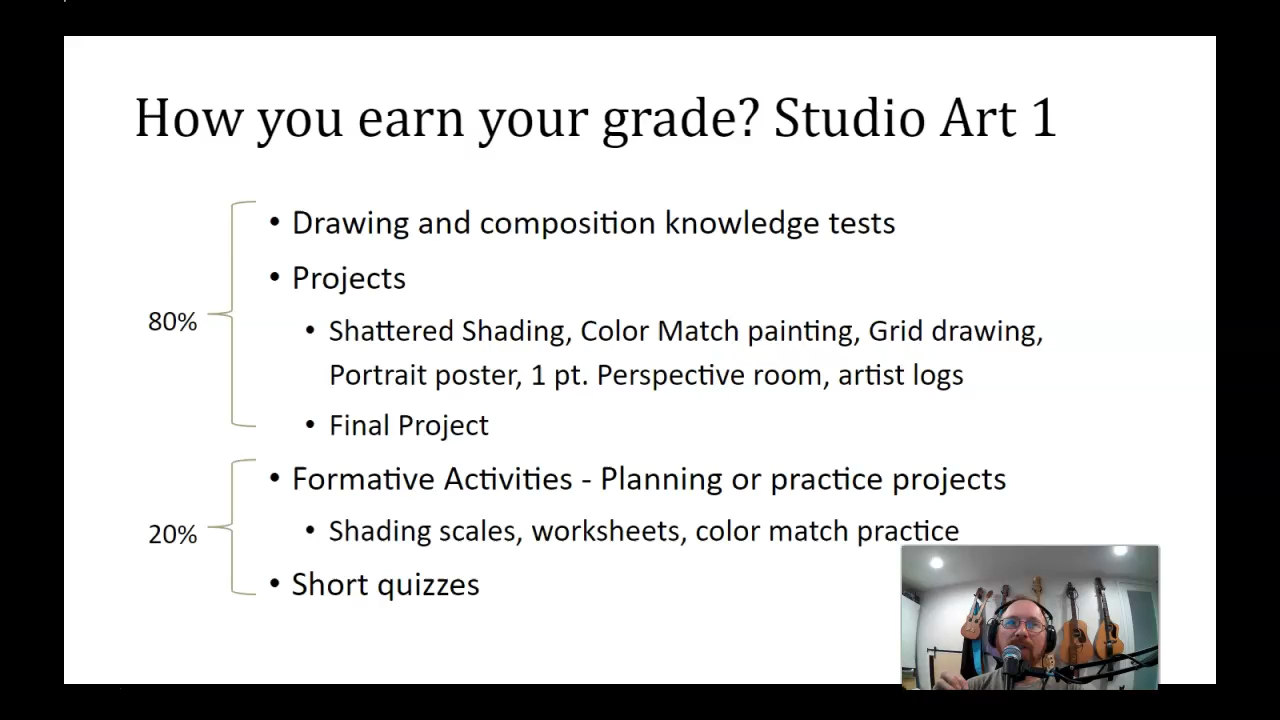 How you earn your grade? Studio Art 1
80%
• Drawing and composition knowledge tests
• Projects
• Shattered Shading, Color Match painting, Grid drawing,
Portrait poster, 1 pt. Perspective room, artist logs
• Final Project
20%
• Formative Activities - Planning or practice projects
• Shading scales, worksheets, color match practice
• Short quizzes